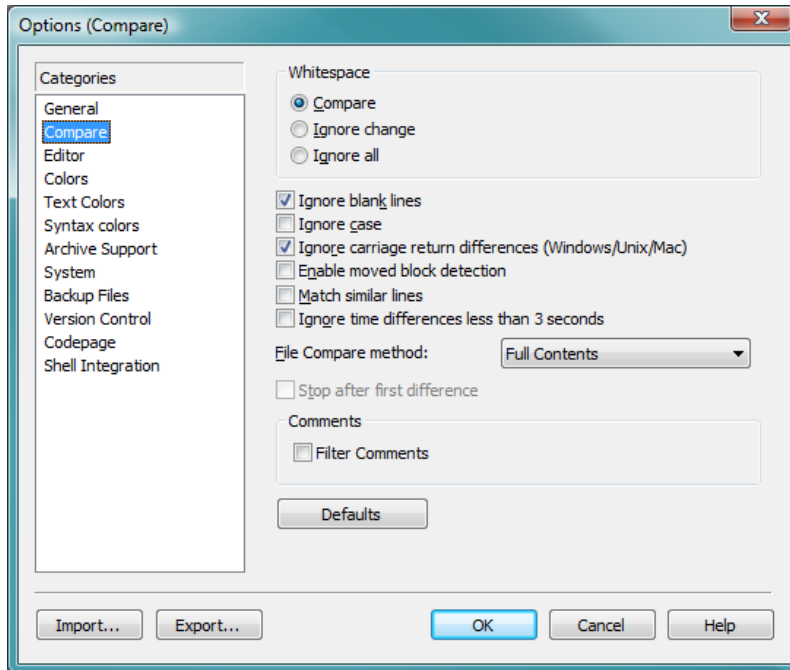 Options (Compare)
Categories
General
Compare
Editor
Colors
Text Colors
Syntax colors
Archive Support
System
Backup Files
Version Control
Codepage
Shell Integration
Whitespace
Compare
Ignore change
Ignore all
Ignore blank lines
Ignore case
Ignore carriage return differences (Windows/Unix/Mac)
Enable moved block detection
Match similar lines
Ignore time differences less than 3 seconds
File Compare method: Full Contents
Stop after first difference
Comments
Filter Comments
Defaults
Import... Export... OK Cancel Help